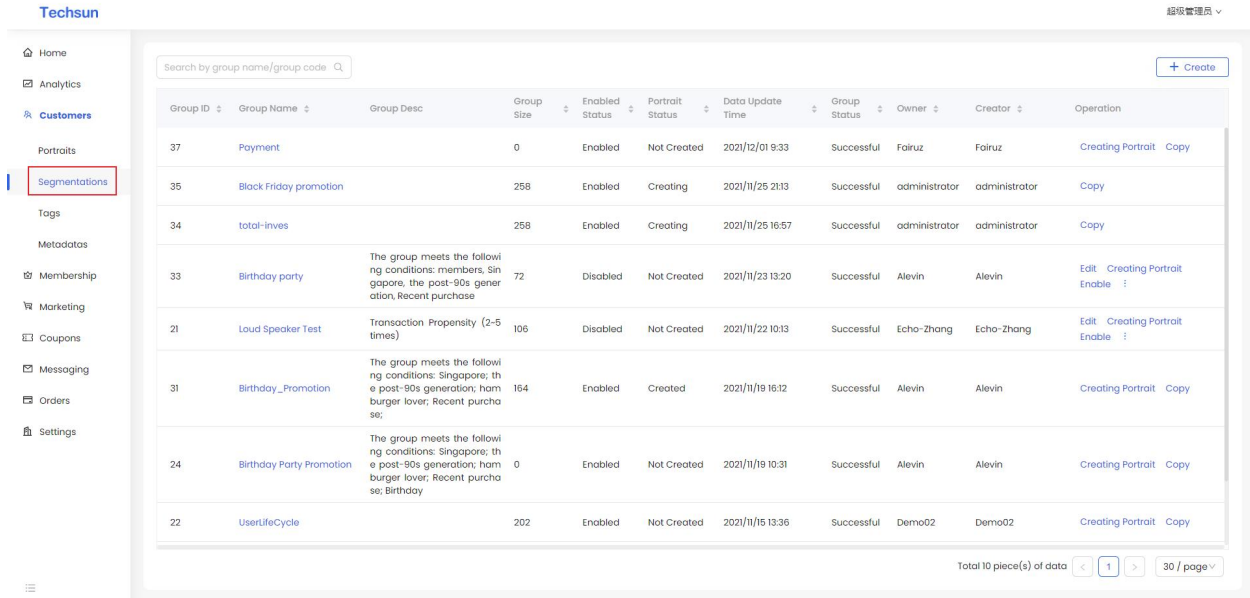 Techsun
超级管理员
Home
Analytics
Customers
Portraits
Segmentations
Tags
Metadatas
Membership
Marketing
Coupons
Messaging
Orders
Settings
Search by group name/group code
+ Create
Group ID Group Name Group Desc Group Size Enabled Status Portrait Status Data Update Time Group Status Owner Creator Operation
37 Payment 0 Enabled Not Created 2021/12/01 9:33 Successful Fairuz Fairuz Creating Portrait Copy
35 Black Friday promotion 258 Enabled Creating 2021/11/25 21:13 Successful administrator administrator Copy
34 total-inves 258 Enabled Creating 2021/11/25 16:57 Successful administrator administrator Copy
The group meets the followi
ng conditions: members, Sin
gapore, the post-90s gener
ation, Recent purchase
33 Birthday party 72 Disabled Not Created 2021/11/23 13:20 Successful Alevin Alevin Edit Creating Portrait
Enable
Transaction Propensity (2~5
times)
21 Loud Speaker Test 106 Disabled Not Created 2021/11/22 10:13 Successful Echo-Zhang Echo-Zhang Edit Creating Portrait
Enable
The group meets the followi
ng conditions: Singapore; th
e post-90s generation; ham
burger lover; Recent purcha
se;
31 Birthday_Promotion 164 Enabled Created 2021/11/19 16:12 Successful Alevin Alevin Creating Portrait Copy
The group meets the followi
ng conditions: Singapore; th
e post-90s generation; ham
burger lover; Recent purcha
se; Birthday
24 Birthday Party Promotion 0 Enabled Not Created 2021/11/19 10:31 Successful Alevin Alevin Creating Portrait Copy
22 UserLifeCycle 202 Enabled Not Created 2021/11/15 13:36 Successful Demo02 Demo02 Creating Portrait Copy
Total 10 piece(s) of data < 1 > 30 / page